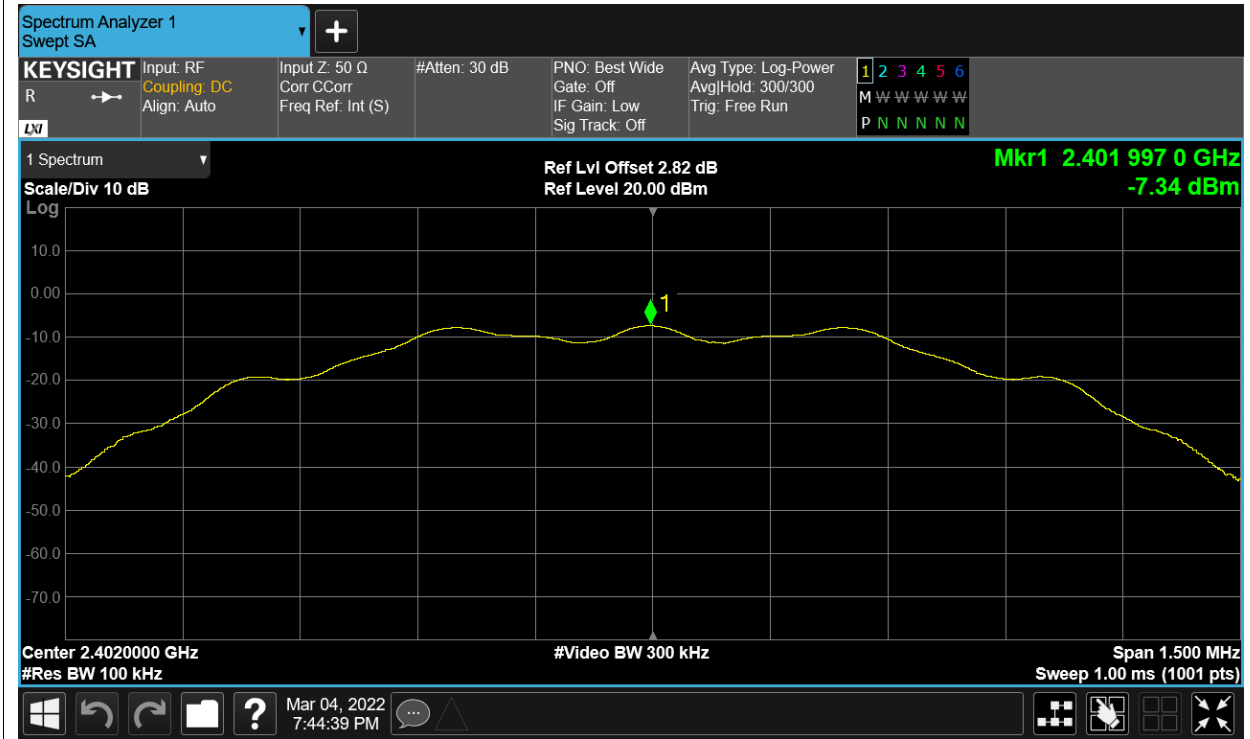 Spectrum Analyzer 1
Swept SA
KEYSIGHT
R
LXI
Input: RF
Coupling: DC
Align: Auto
Input Z: 50 Ω
Corr CCorr
Freq Ref: Int (S)
#Atten: 30 dB
PNO: Best Wide
Gate: Off
IF Gain: Low
Sig Track: Off
Avg Type: Log-Power
Avg|Hold: 300/300
Trig: Free Run
1 2 3 4 5 6
M W W W W W W
P N N N N N N
1 Spectrum
Scale/Div 10 dB
Log
Ref Lvl Offset 2.82 dB
Ref Level 20.00 dBm
Mkr1 2.401 997 0 GHz
-7.34 dBm
10.0
0.00
-10.0
-20.0
-30.0
-40.0
-50.0
-60.0
-70.0
1
Center 2.4020000 GHz
#Res BW 100 kHz
#Video BW 300 kHz
Span 1.500 MHz
Sweep 1.00 ms (1001 pts)
?
Mar 04, 2022
7:44:39 PM